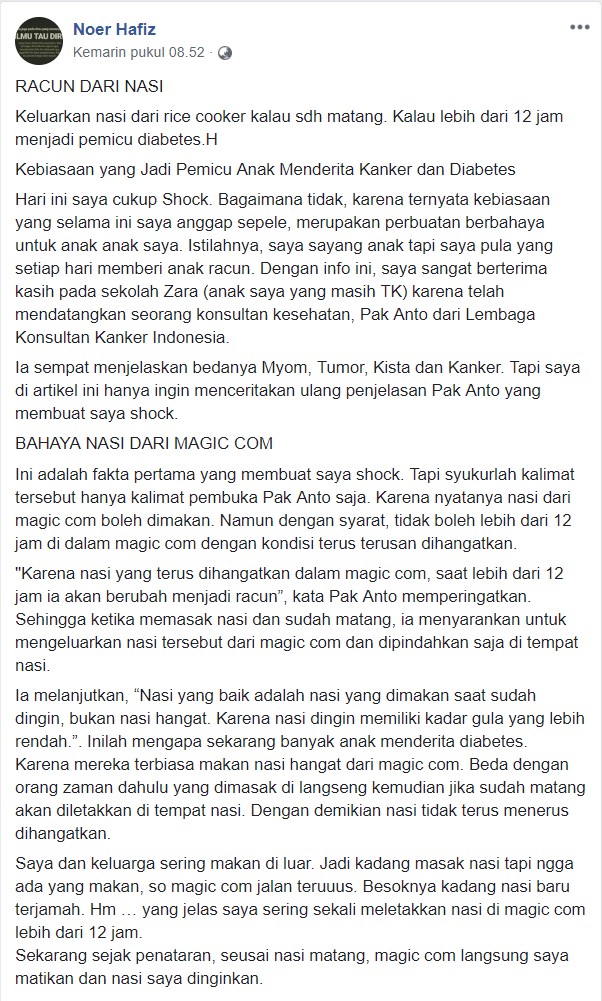 LMU TAU DIR
Noer Hafiz
Kemarin pukul 08.52 ·
RACUN DARI NASI
Keluarkan nasi dari rice cooker kalau sdh matang. Kalau lebih dari 12 jam
menjadi pemicu diabetes.H
Kebiasaan yang Jadi Pemicu Anak Menderita Kanker dan Diabetes
Hari ini saya cukup Shock. Bagaimana tidak, karena ternyata kebiasaan
yang selama ini saya anggap sepele, merupakan perbuatan berbahaya
untuk anak anak saya. Istilahnya, saya sayang anak tapi saya pula yang
setiap hari memberi anak racun. Dengan info ini, saya sangat berterima
kasih pada sekolah Zara (anak saya yang masih TK) karena telah
mendatangkan seorang konsultan kesehatan, Pak Anto dari Lembaga
Konsultan Kanker Indonesia.
Ia sempat menjelaskan bedanya Myom, Tumor, Kista dan Kanker. Tapi saya
di artikel ini hanya ingin menceritakan ulang penjelasan Pak Anto yang
membuat saya shock.
BAHAYA NASI DARI MAGIC COM
Ini adalah fakta pertama yang membuat saya shock. Tapi syukurlah kalimat
tersebut hanya kalimat pembuka Pak Anto saja. Karena nyatanya nasi dari
magic com boleh dimakan. Namun dengan syarat, tidak boleh lebih dari 12
jam di dalam magic com dengan kondisi terus terusan dihangatkan.
"Karena nasi yang terus dihangatkan dalam magic com, saat lebih dari 12
jam ia akan berubah menjadi racun”, kata Pak Anto memperingatkan.
Sehingga ketika memasak nasi dan sudah matang, ia menyarankan untuk
mengeluarkan nasi tersebut dari magic com dan dipindahkan saja di tempat
nasi.
Ia melanjutkan, “Nasi yang baik adalah nasi yang dimakan saat sudah
dingin, bukan nasi hangat. Karena nasi dingin memiliki kadar gula yang lebih
rendah.”. Inilah mengapa sekarang banyak anak menderita diabetes.
Karena mereka terbiasa makan nasi hangat dari magic com. Beda dengan
orang zaman dahulu yang dimasak di langseng kemudian jika sudah matang
akan diletakkan di tempat nasi. Dengan demikian nasi tidak terus menerus
dihangatkan.
Saya dan keluarga sering makan di luar. Jadi kadang masak nasi tapi ngga
ada yang makan, so magic com jalan teruuus. Besoknya kadang nasi baru
terjamah. Hm … yang jelas saya sering sekali meletakkan nasi di magic com
lebih dari 12 jam.
Sekarang sejak penataran, seusai nasi matang, magic com langsung saya
matikan dan nasi saya dinginkan.